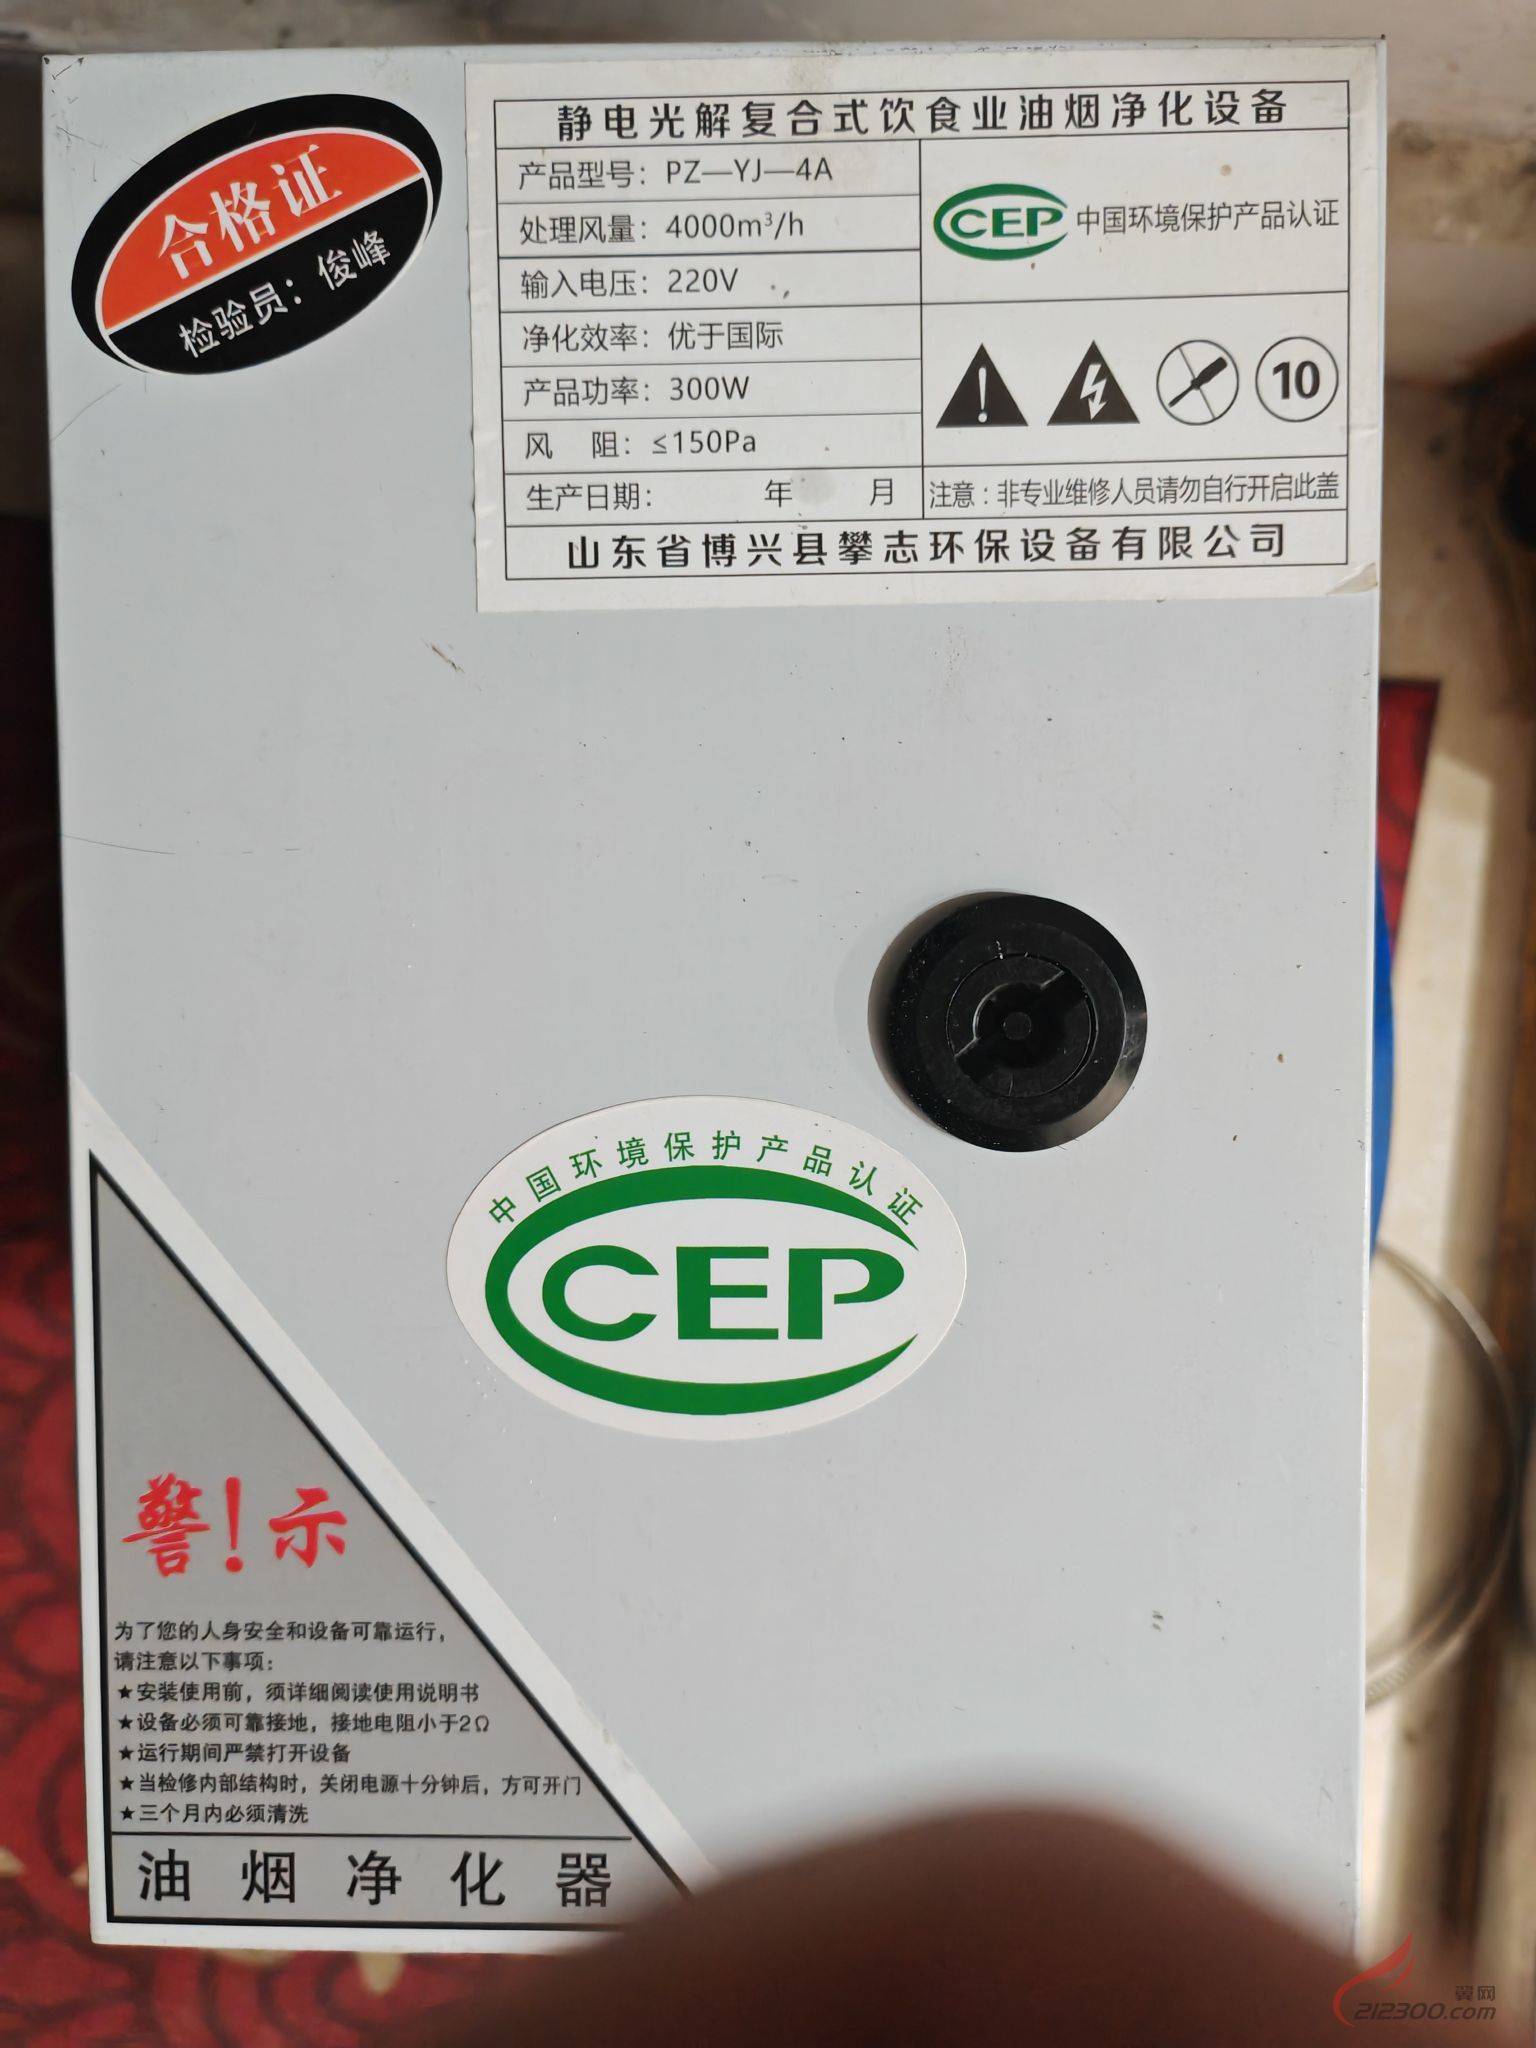 合格证
检验员：俊峰
静电光解复合式饮食业油烟净化设备
产品型号：PZ—YJ—4A
处理风量：4000m³/h
输入电压：220V
净化效率：优于国际
产品功率：300W
风 阻：≤150Pa
生产日期： 年 月
CEP 中国环境保护产品认证
10
注意：非专业维修人员请勿自行开启此盖
山东省博兴县攀志环保设备有限公司
中国环境保护产品认证
CEP
警！示
为了您的人身安全和设备可靠运行，
请注意以下事项：
★安装使用前，须详细阅读使用说明书
★设备必须可靠接地，接地电阻小于2Ω
★运行期间严禁打开设备
★当检修内部结构时，关闭电源十分钟后，方可开门
★三个月内必须清洗
油烟净化器
翼网
212300.com